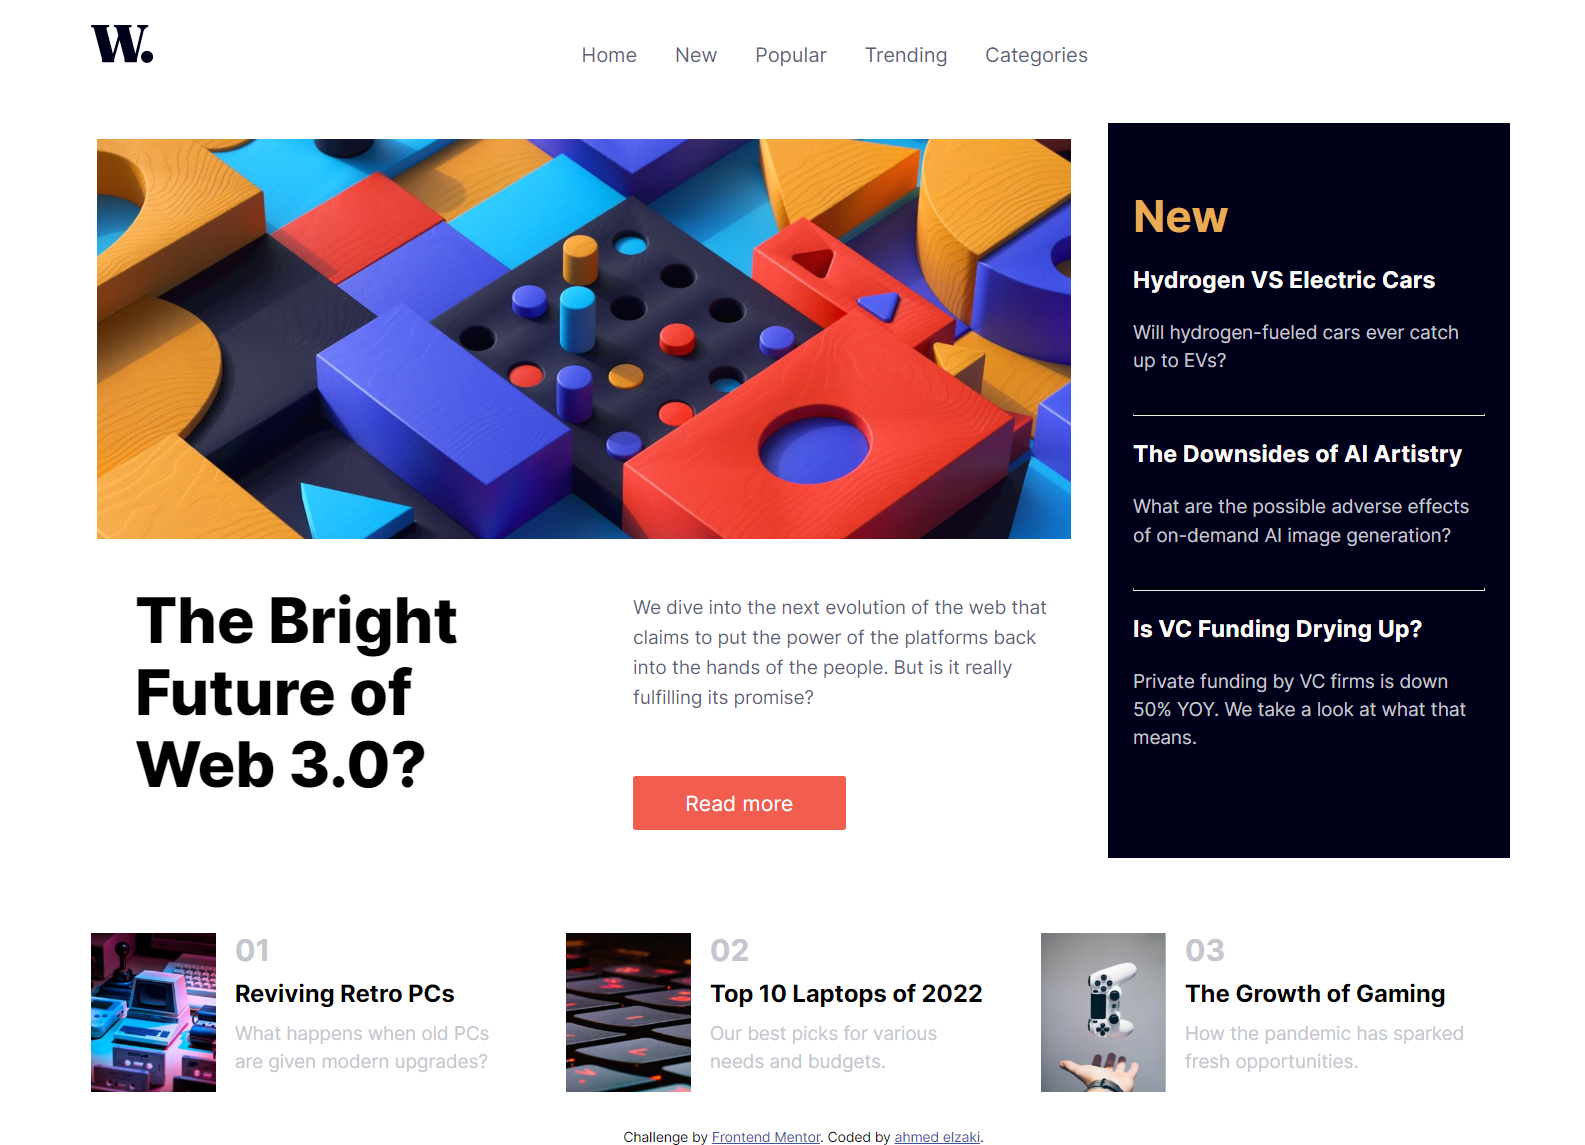 W.
Home New Popular Trending Categories
New
Hydrogen VS Electric Cars
Will hydrogen-fueled cars ever catch
up to EVs?
The Downsides of AI Artistry
What are the possible adverse effects
of on-demand AI image generation?
Is VC Funding Drying Up?
Private funding by VC firms is down
50% YOY. We take a look at what that
means.
The Bright
Future of
Web 3.0?
We dive into the next evolution of the web that
claims to put the power of the platforms back
into the hands of the people. But is it really
fulfilling its promise?
Read more
01
Reviving Retro PCs
What happens when old PCs
are given modern upgrades?
02
Top 10 Laptops of 2022
Our best picks for various
needs and budgets.
03
The Growth of Gaming
How the pandemic has sparked
fresh opportunities.
Challenge by Frontend Mentor. Coded by ahmed elzaki.